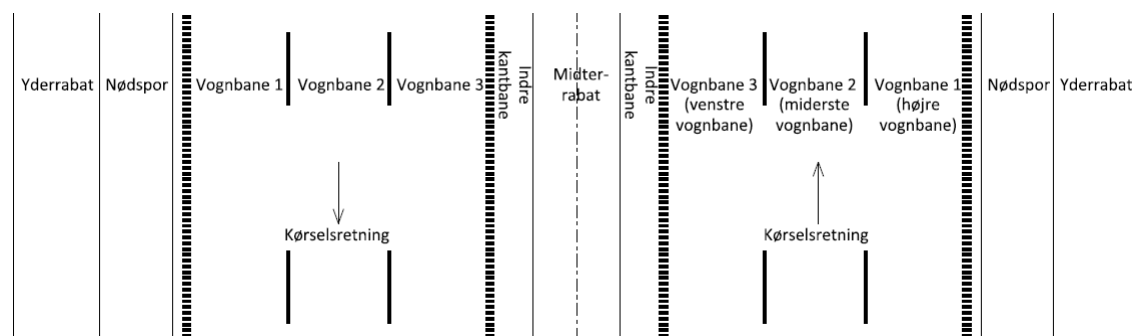 Yderrabat
Nødspor
Vognbane 1
Vognbane 2
Vognbane 3
Indre
kantbane
Midter-
rabat
Indre
kantbane
Vognbane 3
(venstre
vognbane)
Vognbane 2
(miderste
vognbane)
Vognbane 1
(højre
vognbane)
Nødspor
Yderrabat
Kørselsretning
Kørselsretning